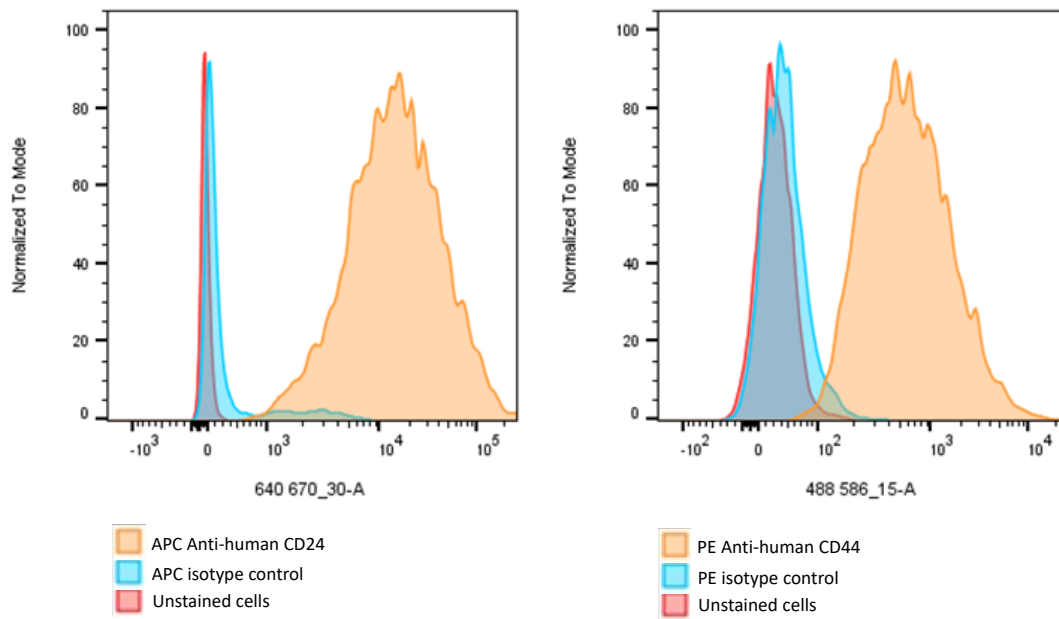 100
80
60
40
20
0
Normalized To Mode
-10³ 0 10³ 10⁴ 10⁵
640 670_30-A
APC Anti-human CD24
APC isotype control
Unstained cells
100
80
60
40
20
0
Normalized To Mode
-10² 0 10² 10³ 10⁴
488 586_15-A
PE Anti-human CD44
PE isotype control
Unstained cells